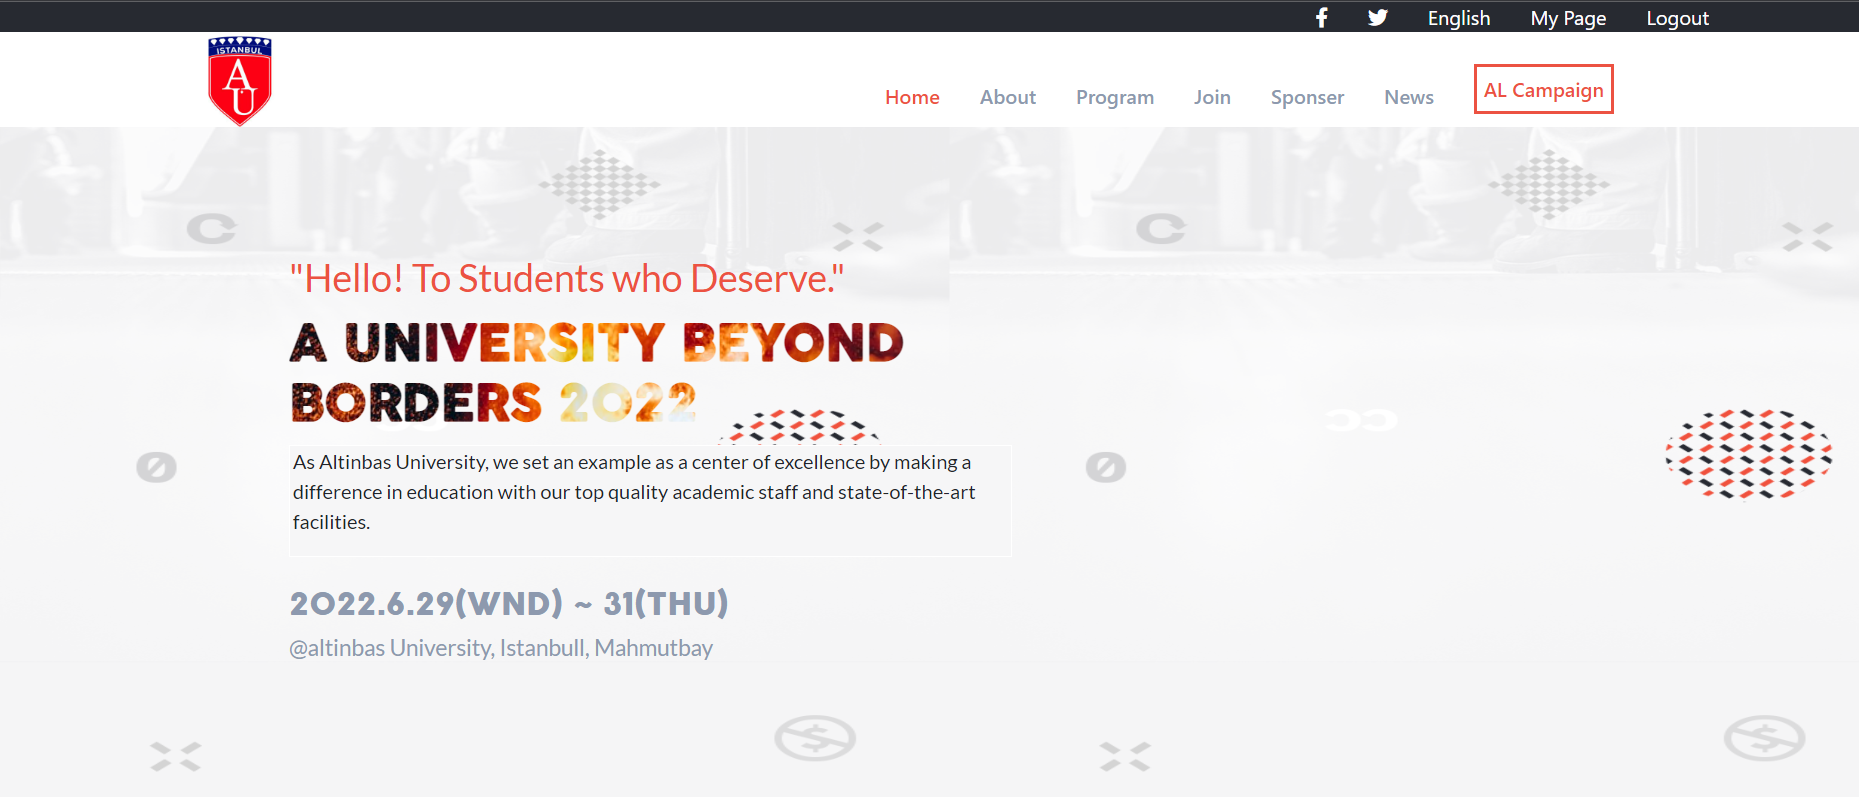 English My Page Logout
ISTANBUL
AU
Home About Program Join Sponser News AL Campaign
"Hello! To Students who Deserve."
A UNIVERSITY BEYOND
BORDERS 2022
As Altinbas University, we set an example as a center of excellence by making a
difference in education with our top quality academic staff and state-of-the-art
facilities.
2022.6.29(WND) ~ 31(THU)
@altinbas University, Istanbull, Mahmutbay